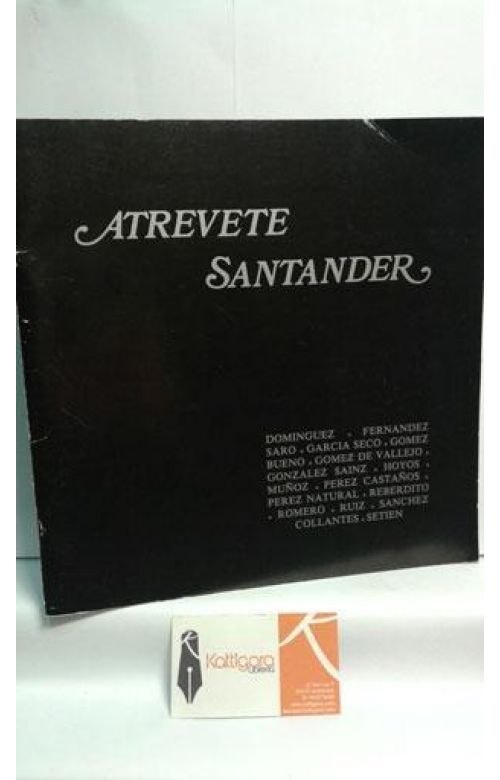 ATREVETE
SANTANDER
DOMINGUEZ . FERNANDEZ
SARO . GARCIA SECO . GOMEZ
BUENO . GOMEZ DE VALLEJO .
GONZALEZ SAINZ . HOYOS .
MUÑOZ . PEREZ CASTAÑOS .
PEREZ NATURAL . REBERDITO
. ROMERO . RUIZ . SANCHEZ
COLLANTES . SETIEN
Kattigara